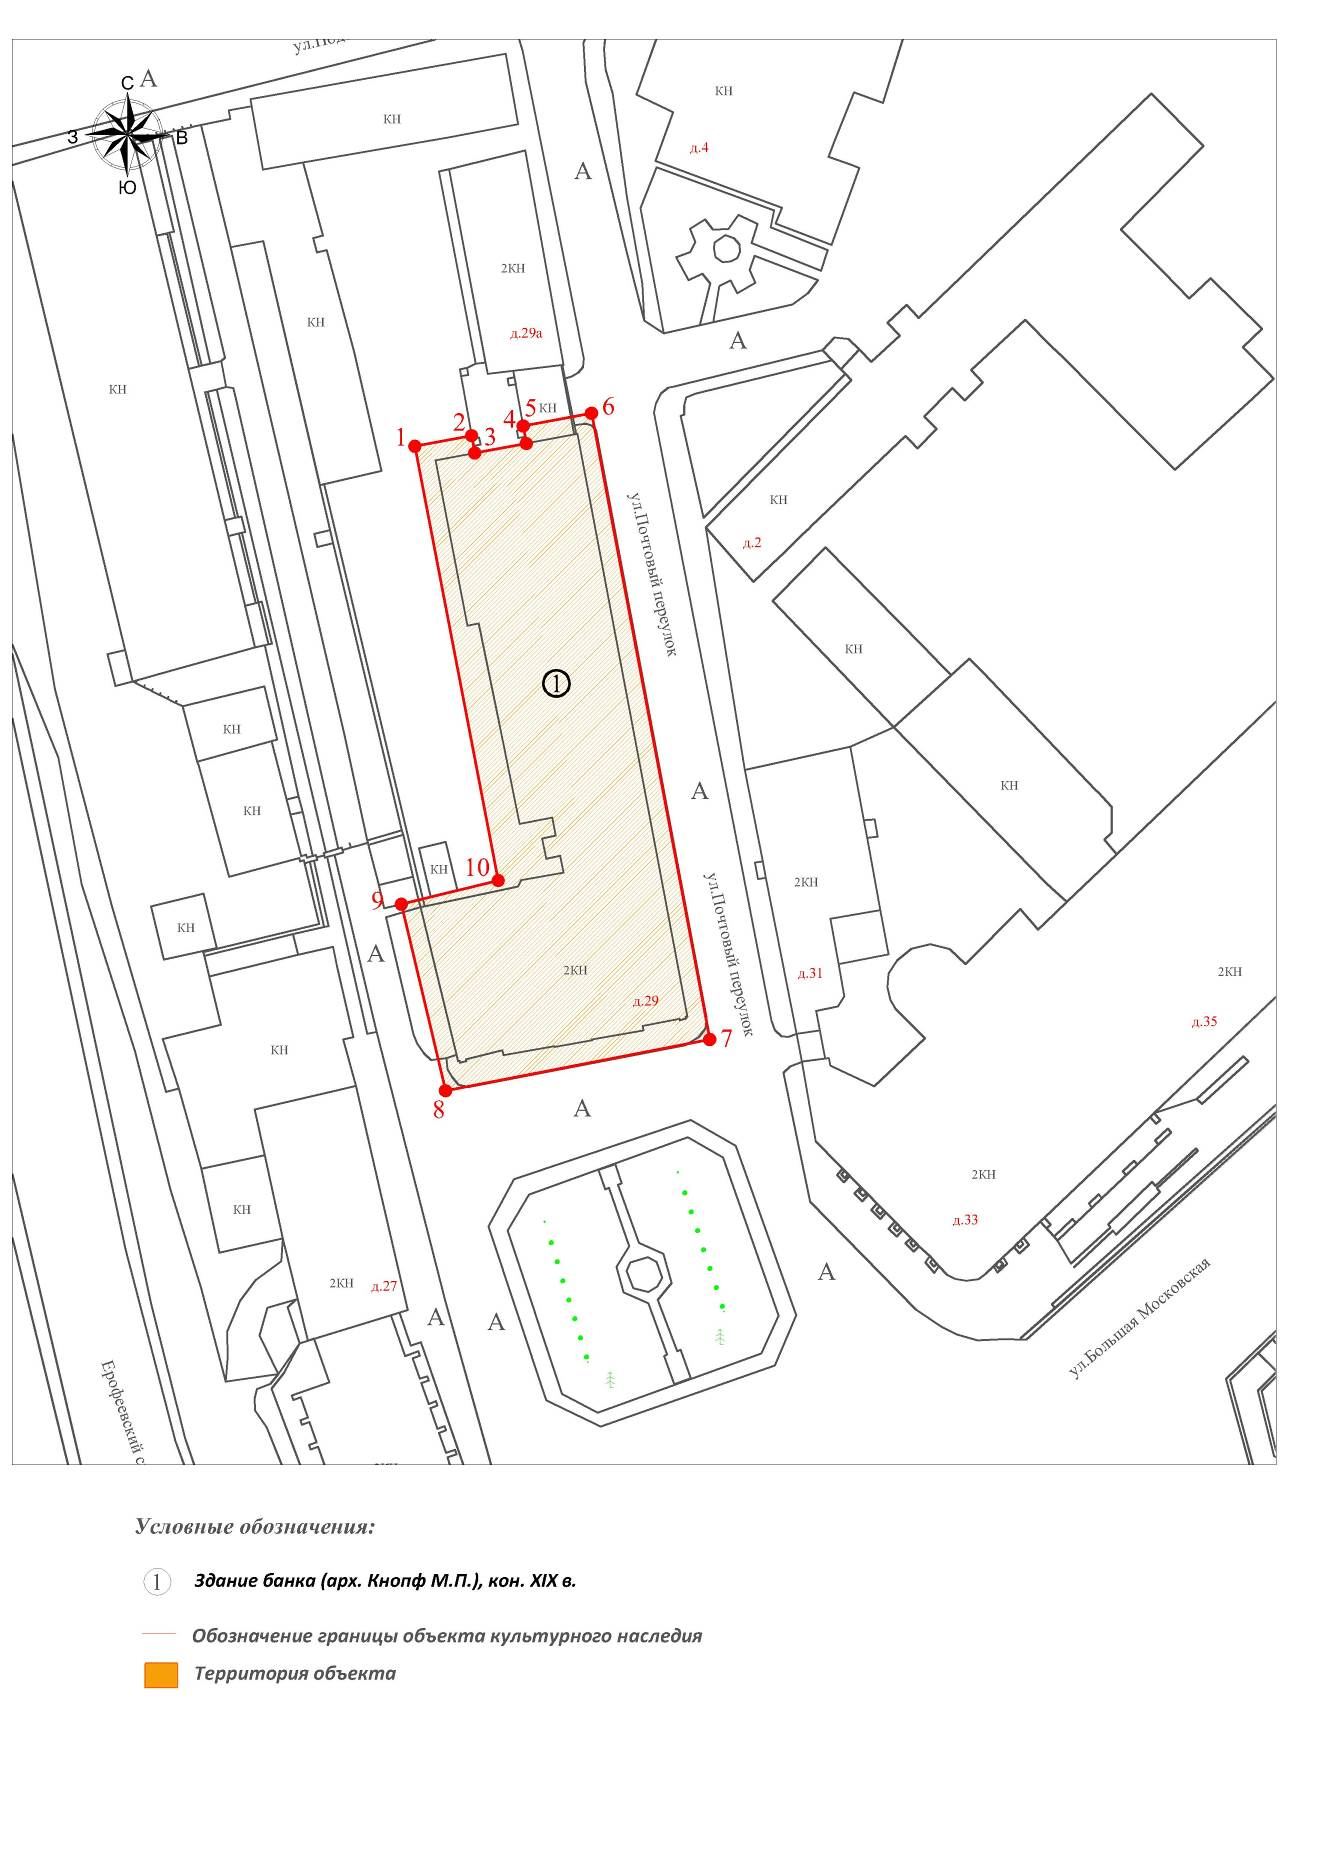 А
С
З
В
Ю
КН
КН
д.4
А
2КН
д.29а
КН
А
КН
КН
1
2
3
4
5
6
ул.Почтовый переулок
КН
д.2
КН
1
КН
КН
КН
А
ул.Почтовый переулок
КН
9
10
2КН
КН
А
2КН
д.29
д.31
2КН
д.35
7
КН
8
А
2КН
д.33
КН
2КН
д.27
А
А
А
ул.Большая Московская
Ерофеевский
Условные обозначения:
1 Здание банка (арх. Кнопф М.П.), кон. XIX в.
Обозначение границы объекта культурного наследия
Территория объекта